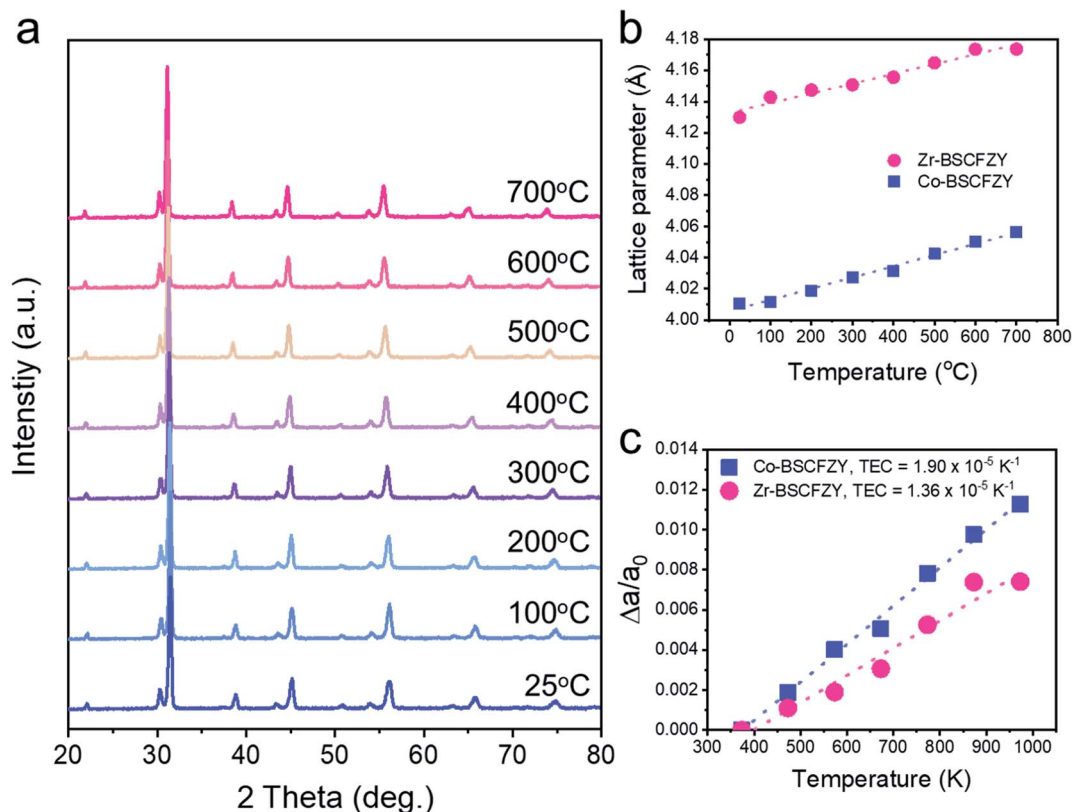 a
Intenstiy (a.u.)
700°C
600°C
500°C
400°C
300°C
200°C
100°C
25°C
20 30 40 50 60 70 80
2 Theta (deg.)
b
Lattice parameter (Å)
4.18
4.16
4.14
4.12
4.10
4.08
4.06
4.04
4.02
4.00
Zr-BSCFZY
Co-BSCFZY
0 100 200 300 400 500 600 700 800
Temperature (°C)
c
Δa/a₀
0.014
0.012
0.010
0.008
0.006
0.004
0.002
0.000
Co-BSCFZY, TEC = 1.90 x 10⁻⁵ K⁻¹
Zr-BSCFZY, TEC = 1.36 x 10⁻⁵ K⁻¹
300 400 500 600 700 800 900 1000
Temperature (K)